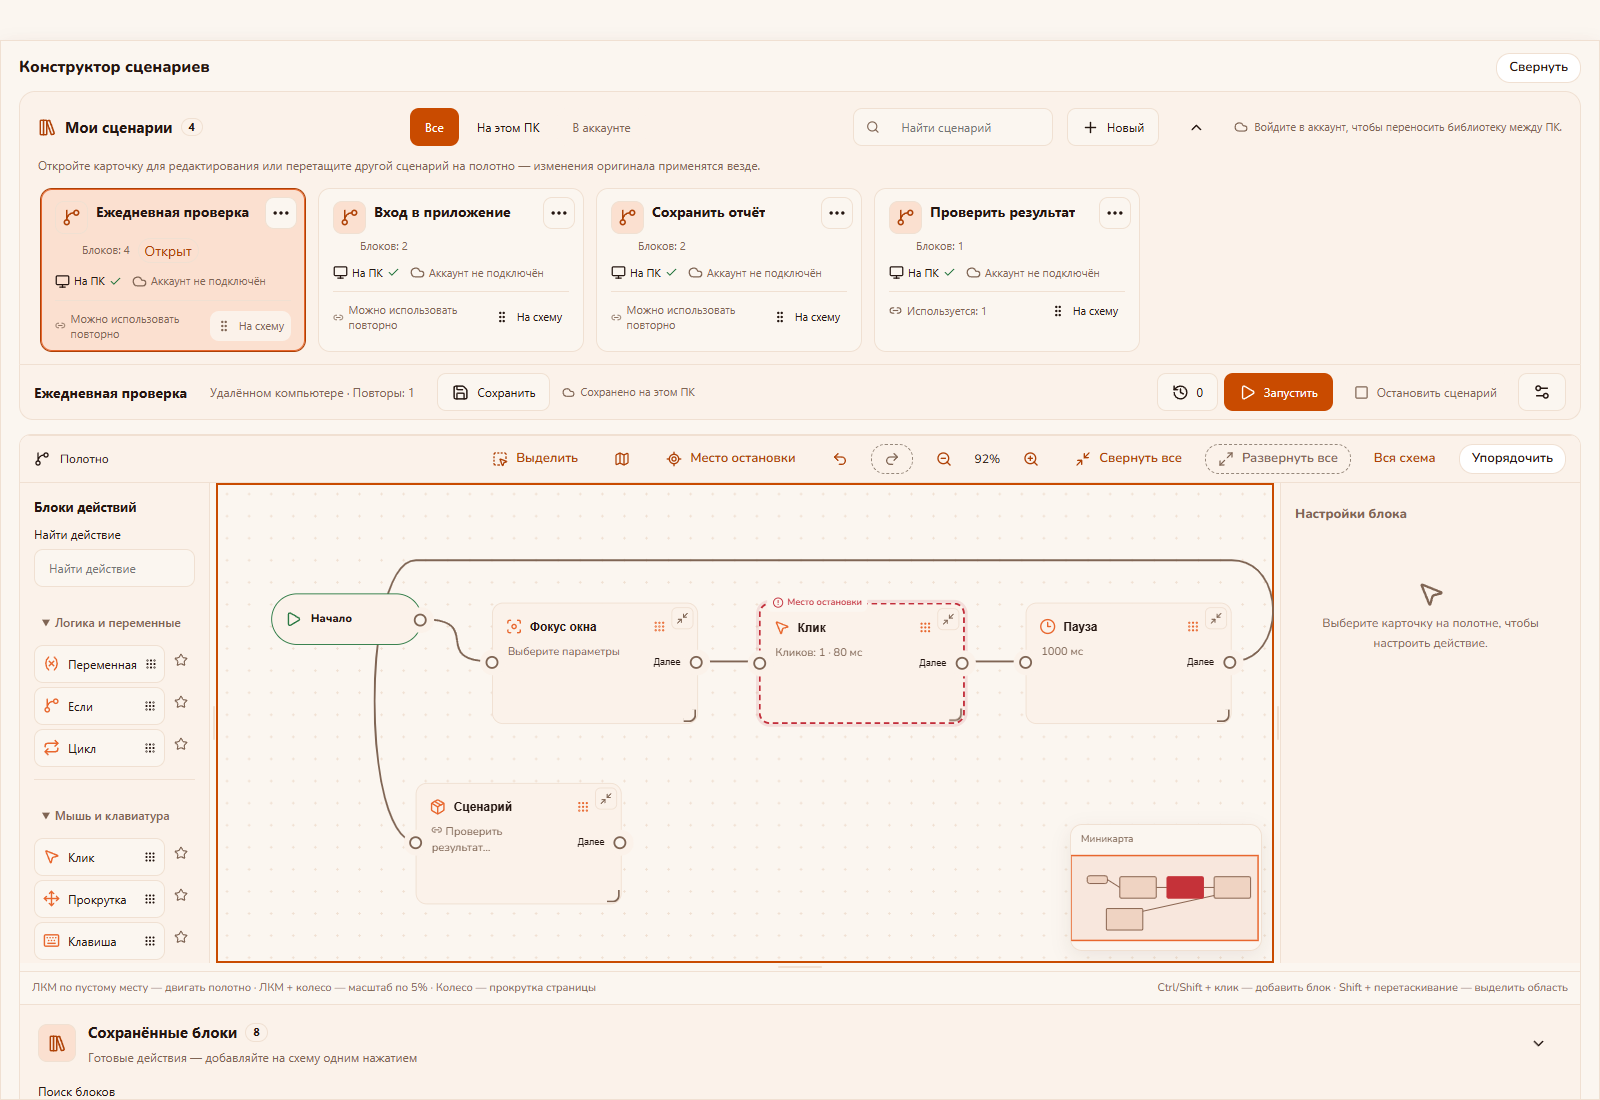 Конструктор сценариев
Свернуть
Мои сценарии 4
Все
На этом ПК
В аккаунте
Найти сценарий
Новый
Войдите в аккаунт, чтобы переносить библиотеку между ПК.
Откройте карточку для редактирования или перетащите другой сценарий на полотно — изменения оригинала применятся везде.
Ежедневная проверка
Блоков: 4 Открыт
На ПК Аккаунт не подключён
Можно использовать
повторно
На схему
Вход в приложение
Блоков: 2
На ПК Аккаунт не подключён
Можно использовать
повторно
На схему
Сохранить отчёт
Блоков: 2
На ПК Аккаунт не подключён
Можно использовать
повторно
На схему
Проверить результат
Блоков: 1
На ПК Аккаунт не подключён
Используется: 1
На схему
Ежедневная проверка
Удалённом компьютере · Повторы: 1
Сохранить
Сохранено на этом ПК
0
Запустить
Остановить сценарий
Полотно
Выделить
Место остановки
92%
Свернуть все
Развернуть все
Вся схема
Упорядочить
Блоки действий
Найти действие
Найти действие
Логика и переменные
Переменная
Если
Цикл
Мышь и клавиатура
Клик
Прокрутка
Клавиша
Начало
Фокус окна
Выберите параметры
Далее
Место остановки
Клик
Кликов: 1 · 80 мс
Далее
Пауза
1000 мс
Далее
Сценарий
Проверить
результат...
Далее
Миникарта
Настройки блока
Выберите карточку на полотне, чтобы
настроить действие.
ЛКМ по пустому месту — двигать полотно · ЛКМ + колесо — масштаб по 5% · Колесо — прокрутка страницы
Ctrl/Shift + клик — добавить блок · Shift + перетаскивание — выделить область
Сохранённые блоки 8
Готовые действия — добавляйте на схему одним нажатием
Поиск блоков